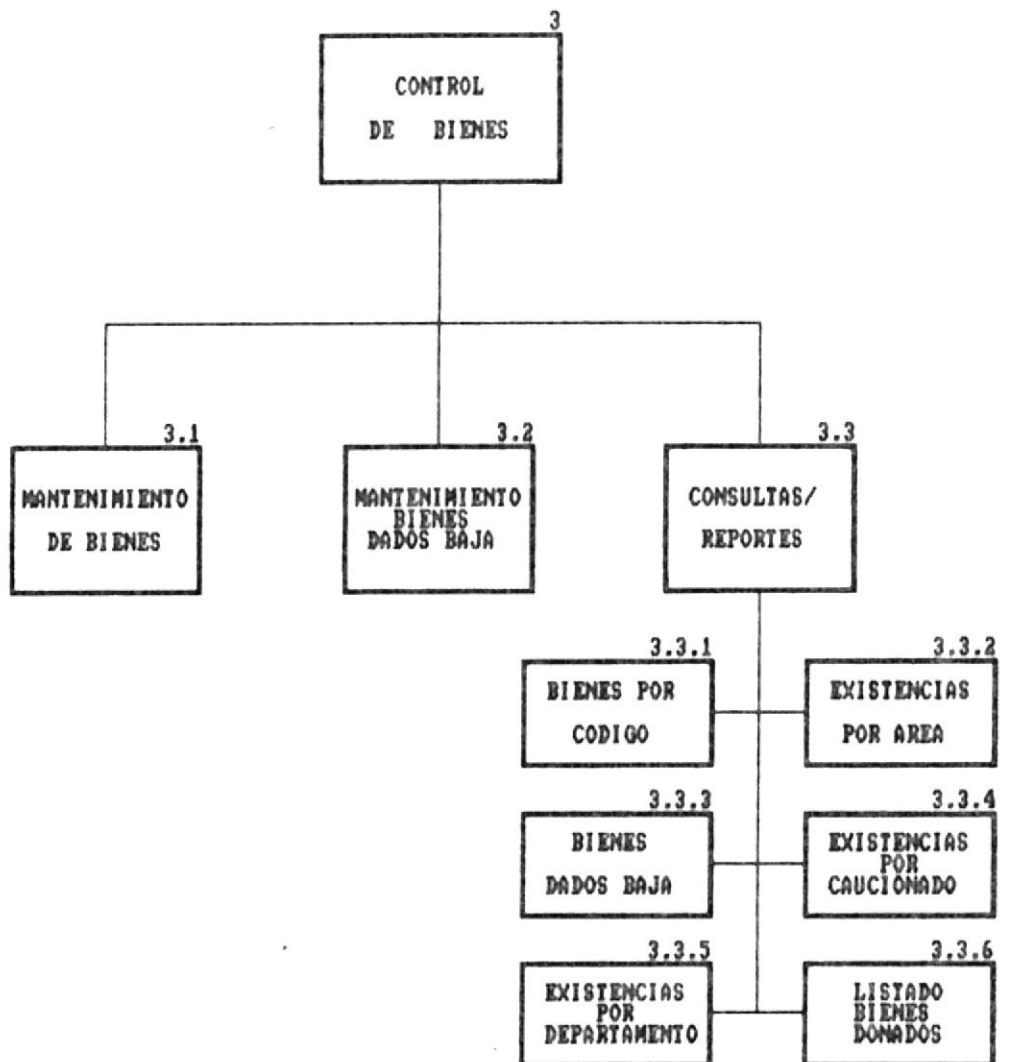 3
CONTROL
DE BIENES
3.1
MANTENIMIENTO
DE BIENES
3.2
MANTENIMIENTO
BIENES
DADOS BAJA
3.3
CONSULTAS/
REPORTES
3.3.1
BIENES POR
CODIGO
3.3.2
EXISTENCIAS
POR AREA
3.3.3
BIENES
DADOS BAJA
3.3.4
EXISTENCIAS
POR
CAUCIONADO
3.3.5
EXISTENCIAS
POR
DEPARTAMENTO
3.3.6
LISTADO
BIENES
DONADOS